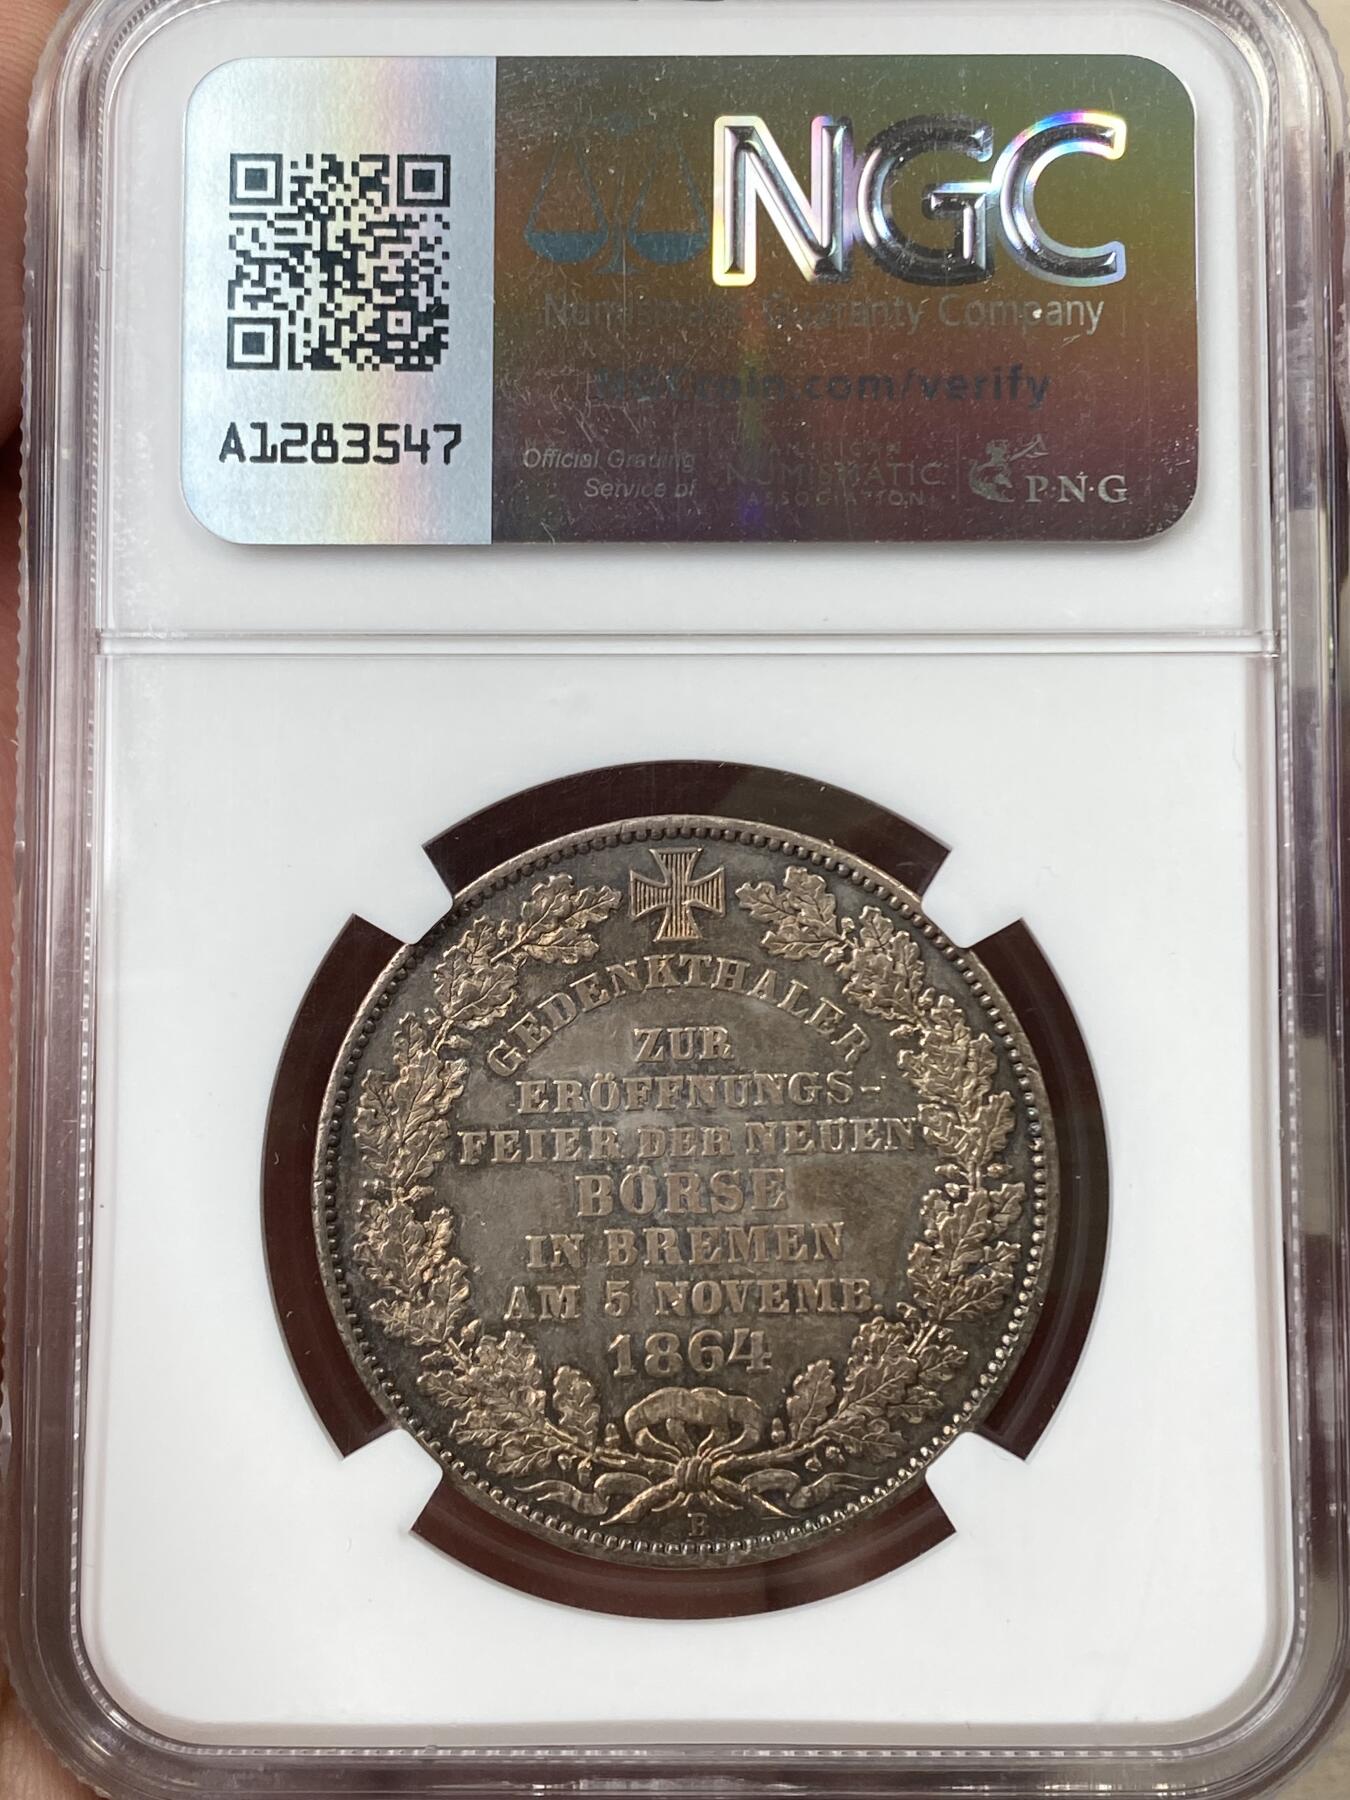 NGC
Numismatic Guaranty Company
NGCcoin.com/verify
A1283547
Official Grading
Service of
AMERICAN
NUMISMATIC
ASSOCIATION
P·N·G
GEDENKTHALER
ZUR
ERÖFFNUNGS-
FEIER DER NEUEN
BÖRSE
IN BREMEN
AM 5 NOVEMB.
1864
B